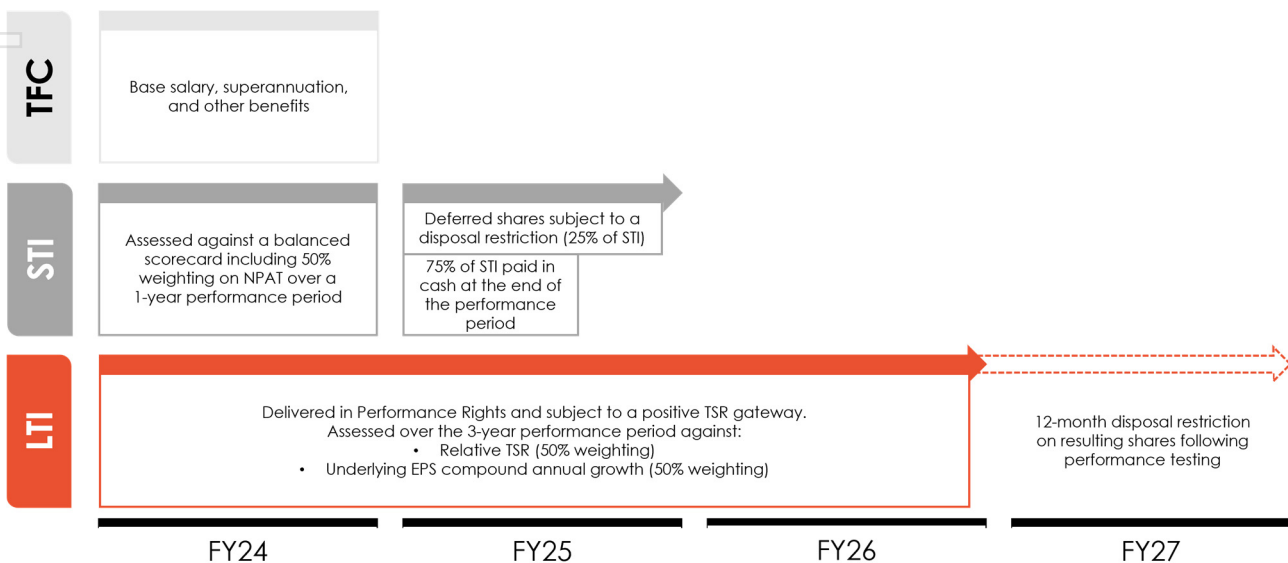 TFC
Base salary, superannuation,
and other benefits
STI
Assessed against a balanced
scorecard including 50%
weighting on NPAT over a
1-year performance period
Deferred shares subject to a
disposal restriction (25% of STI)
75% of STI paid in
cash at the end of
the performance
period
LTI
Delivered in Performance Rights and subject to a positive TSR gateway.
Assessed over the 3-year performance period against:
• Relative TSR (50% weighting)
• Underlying EPS compound annual growth (50% weighting)
12-month disposal restriction
on resulting shares following
performance testing
FY24
FY25
FY26
FY27